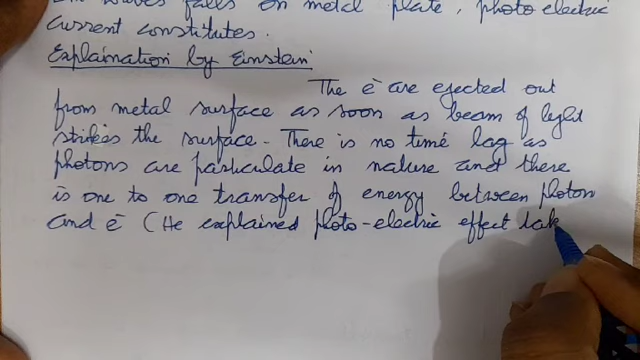 waves falls on metal plate, photoelectric
current constitutes.
Explaination by Einstein
The e⁻ are ejected out
from metal surface as soon as beam of light
strikes the surface. There is no time lag as
photons are particulate in nature and there
is one to one transfer of energy between photon
and e⁻ (He explained photo-electric effect tak